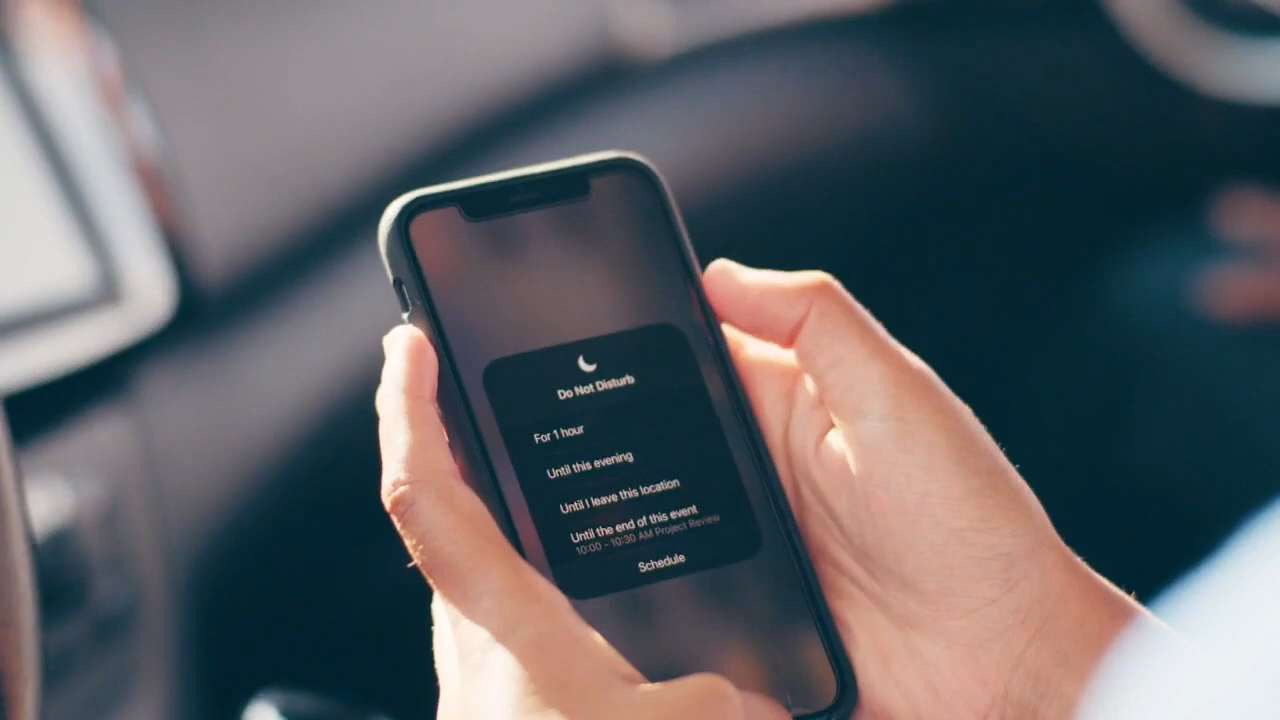 Do Not Disturb
For 1 hour
Until this evening
Until I leave this location
Until the end of this event
10:00 - 10:30 AM Project Review
Schedule